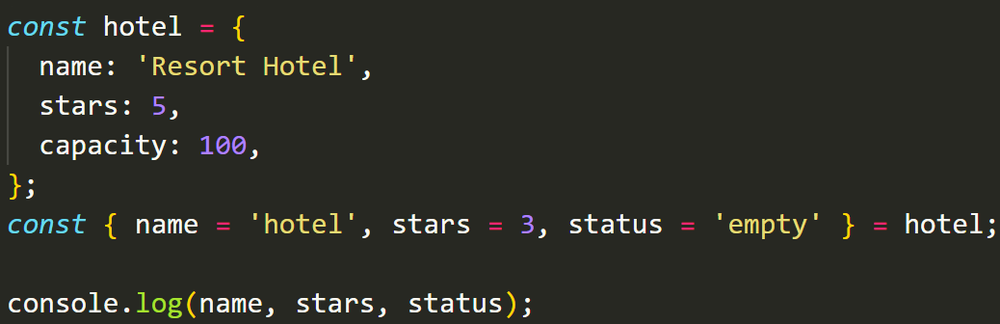 const hotel = {
  name: 'Resort Hotel',
  stars: 5,
  capacity: 100,
};
const { name = 'hotel', stars = 3, status = 'empty' } = hotel;
console.log(name, stars, status);